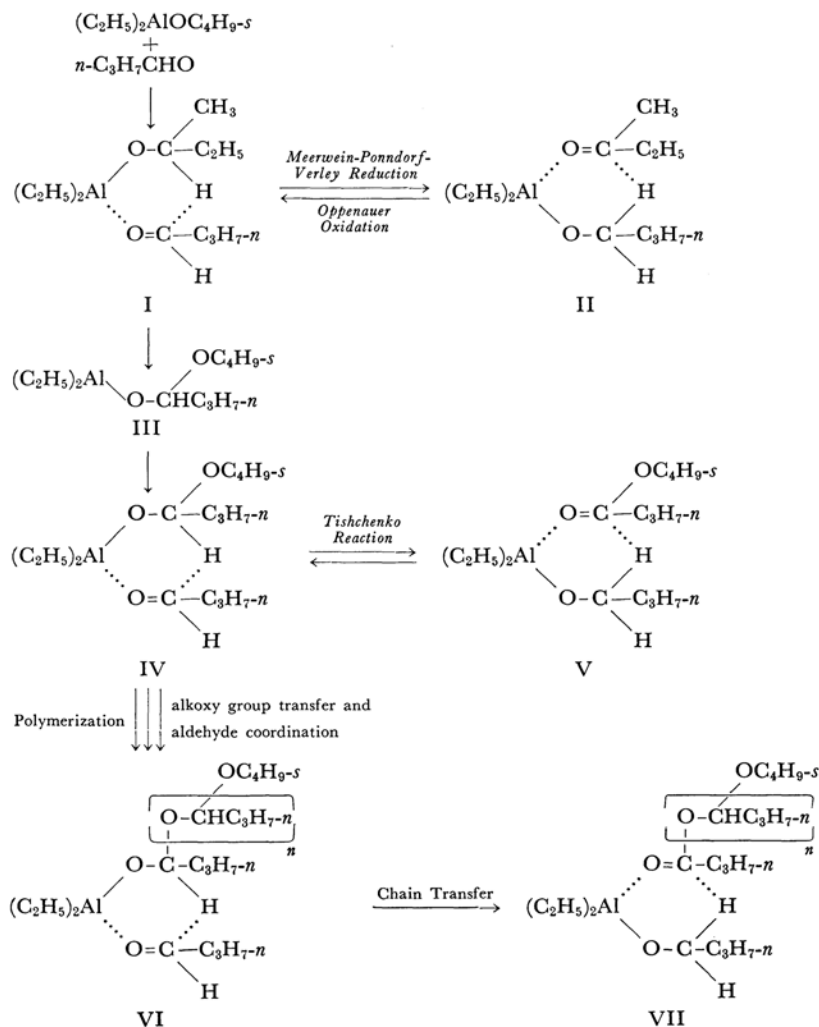 (C₂H₅)₂AlOC₄H₉-s
+
n-C₃H₇CHO
CH₃
O–C–C₂H₅
(C₂H₅)₂Al
H
O=C–C₃H₇-n
H
I
Meerwein-Ponndorf-
Verley Reduction
Oppenauer
Oxidation
CH₃
O=C–C₂H₅
(C₂H₅)₂Al
H
O–C–C₃H₇-n
H
II
OC₄H₉-s
(C₂H₅)₂Al
O–CHC₃H₇-n
III
OC₄H₉-s
O–C–C₃H₇-n
(C₂H₅)₂Al
H
O=C–C₃H₇-n
H
IV
Tishchenko
Reaction
OC₄H₉-s
O=C–C₃H₇-n
(C₂H₅)₂Al
H
O–C–C₃H₇-n
H
V
Polymerization
alkoxy group transfer and
aldehyde coordination
OC₄H₉-s
O–CHC₃H₇-n
n
O–C–C₃H₇-n
(C₂H₅)₂Al
H
O=C–C₃H₇-n
H
VI
Chain Transfer
OC₄H₉-s
O–CHC₃H₇-n
n
O=C–C₃H₇-n
(C₂H₅)₂Al
H
O–C–C₃H₇-n
H
VII